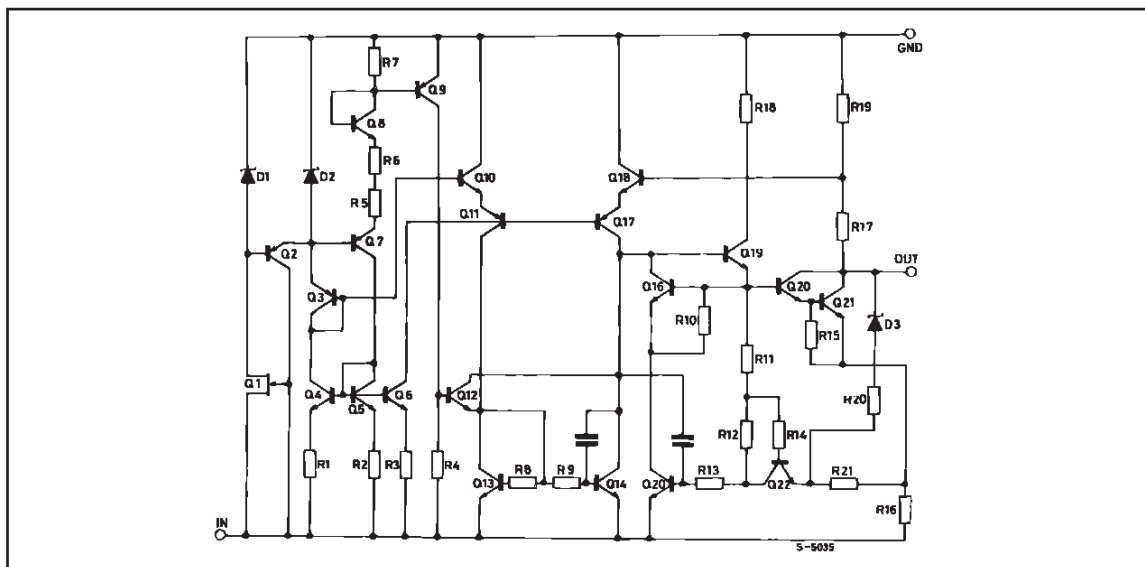 GND
R7
Q9
Q8
R18
R19
R6
D1
D2
Q10
Q18
R5
Q11
Q17
R17
Q2
Q7
Q19
OUT
Q3
Q16
Q20
Q21
R10
R15
D3
R11
Q1
Q4
Q5
Q6
Q12
R20
R12
R14
R1
R2
R3
R4
Q13
R8
R9
Q14
Q20
R13
Q22
R21
R16
IN
S-5035